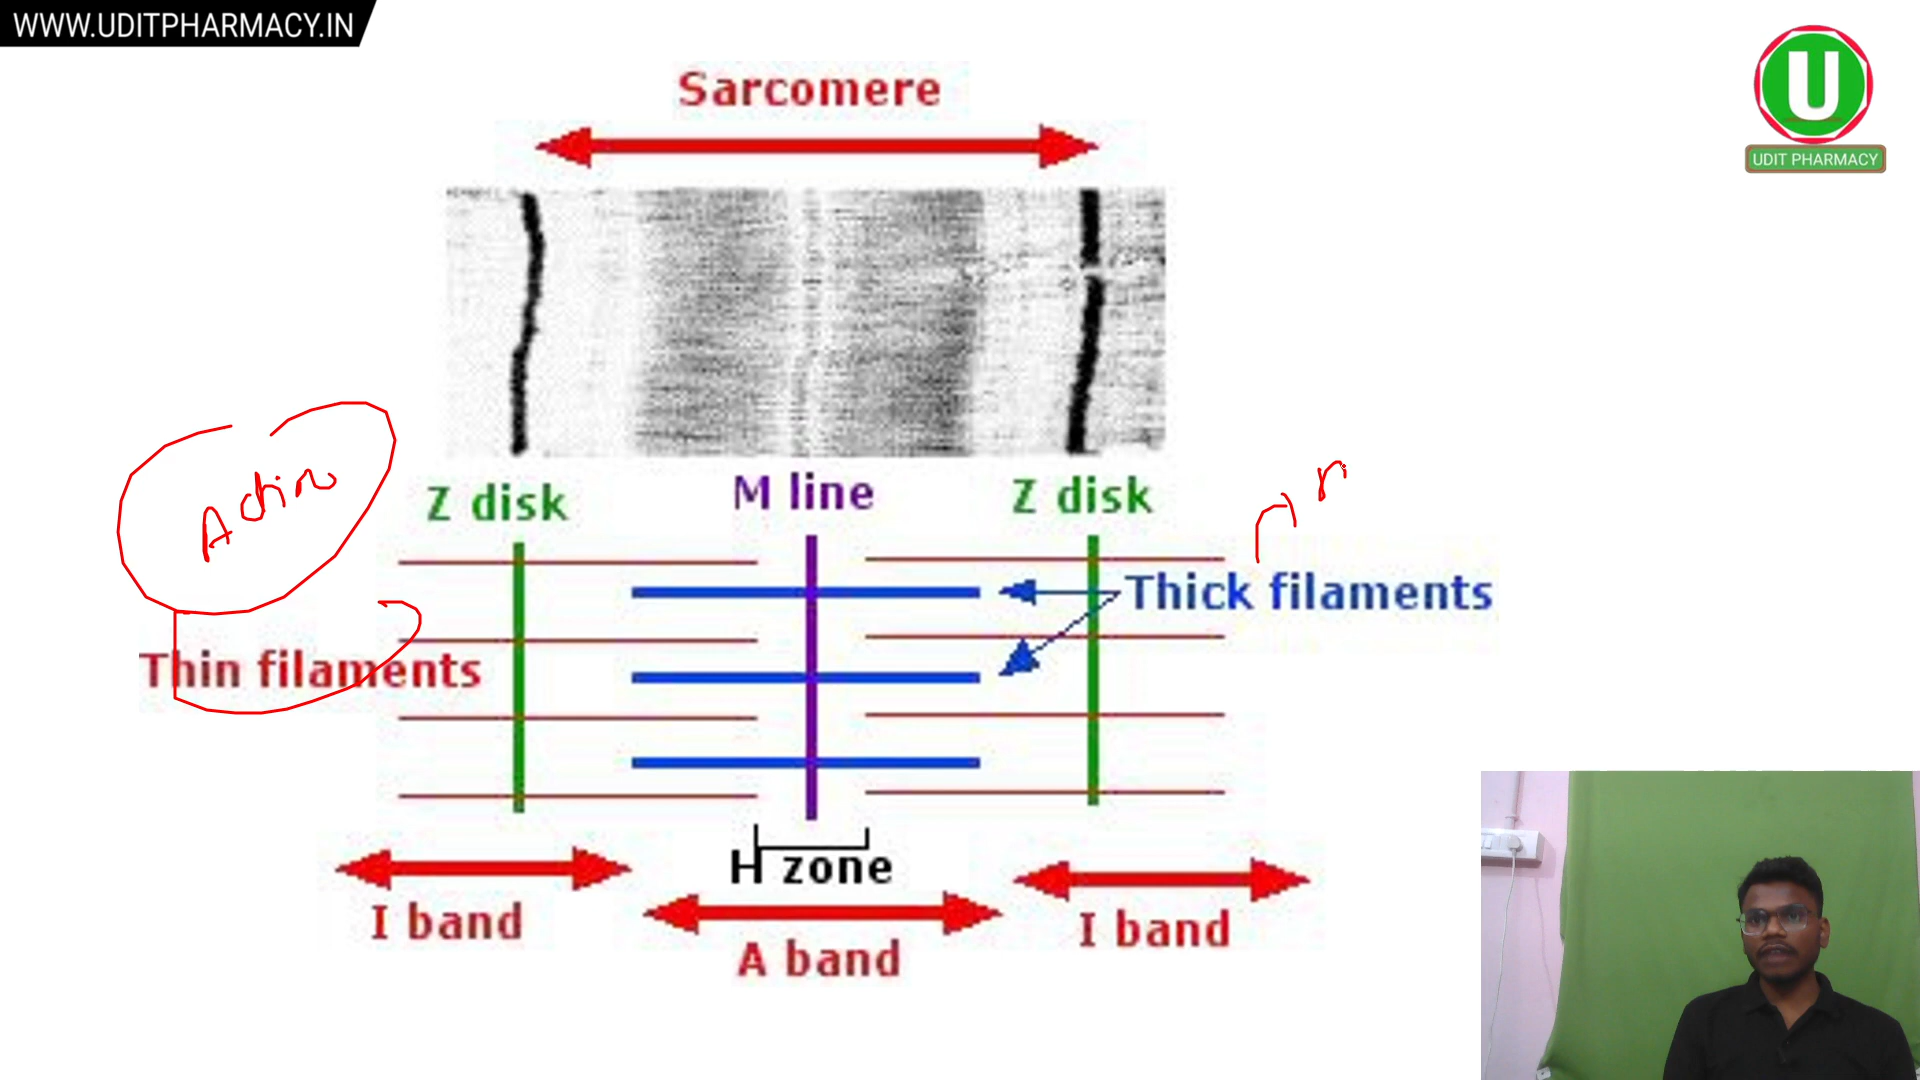 WWW.UDITPHARMACY.IN
U
UDIT PHARMACY
Sarcomere
Z disk
M line
Z disk
Actin
Thick filaments
Thin filaments
H zone
I band
A band
I band